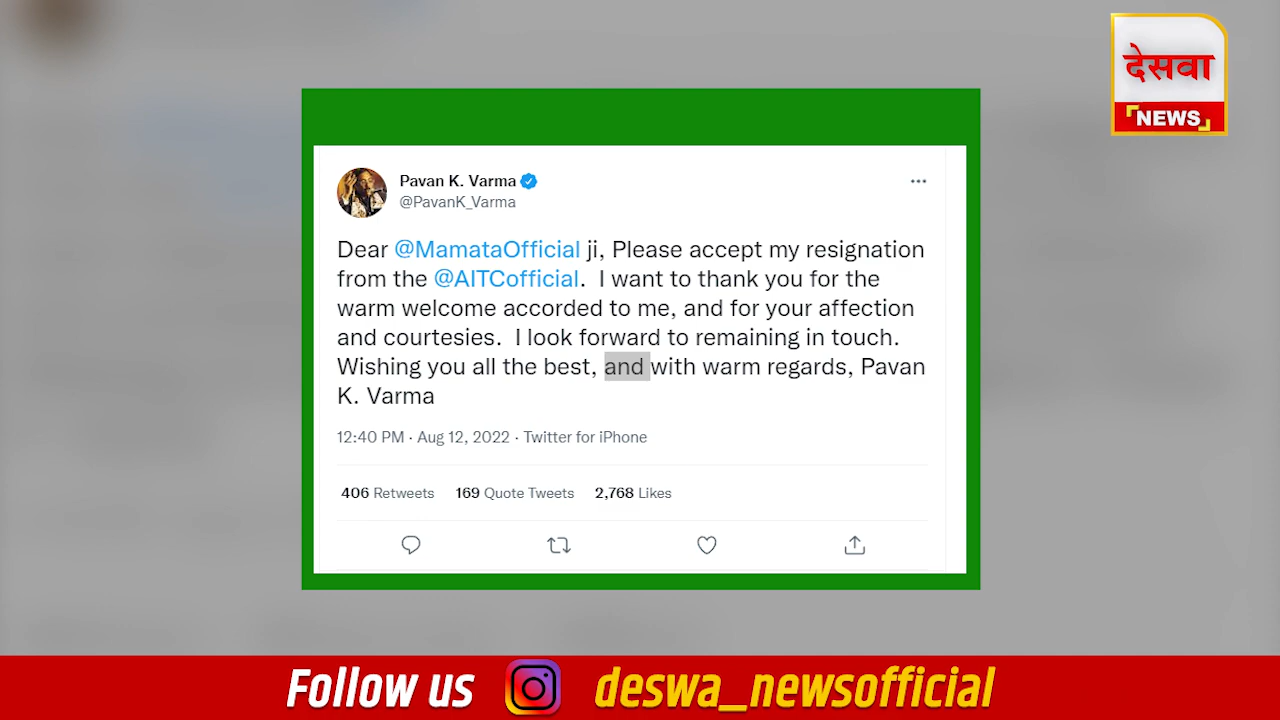 देसवा
NEWS
Pavan K. Varma
@PavanK_Varma
Dear @MamataOfficial ji, Please accept my resignation
from the @AITCofficial.  I want to thank you for the
warm welcome accorded to me, and for your affection
and courtesies.  I look forward to remaining in touch.
Wishing you all the best, and with warm regards, Pavan
K. Varma
12:40 PM · Aug 12, 2022 · Twitter for iPhone
406 Retweets 169 Quote Tweets 2,768 Likes
Follow us deswa_newsofficial